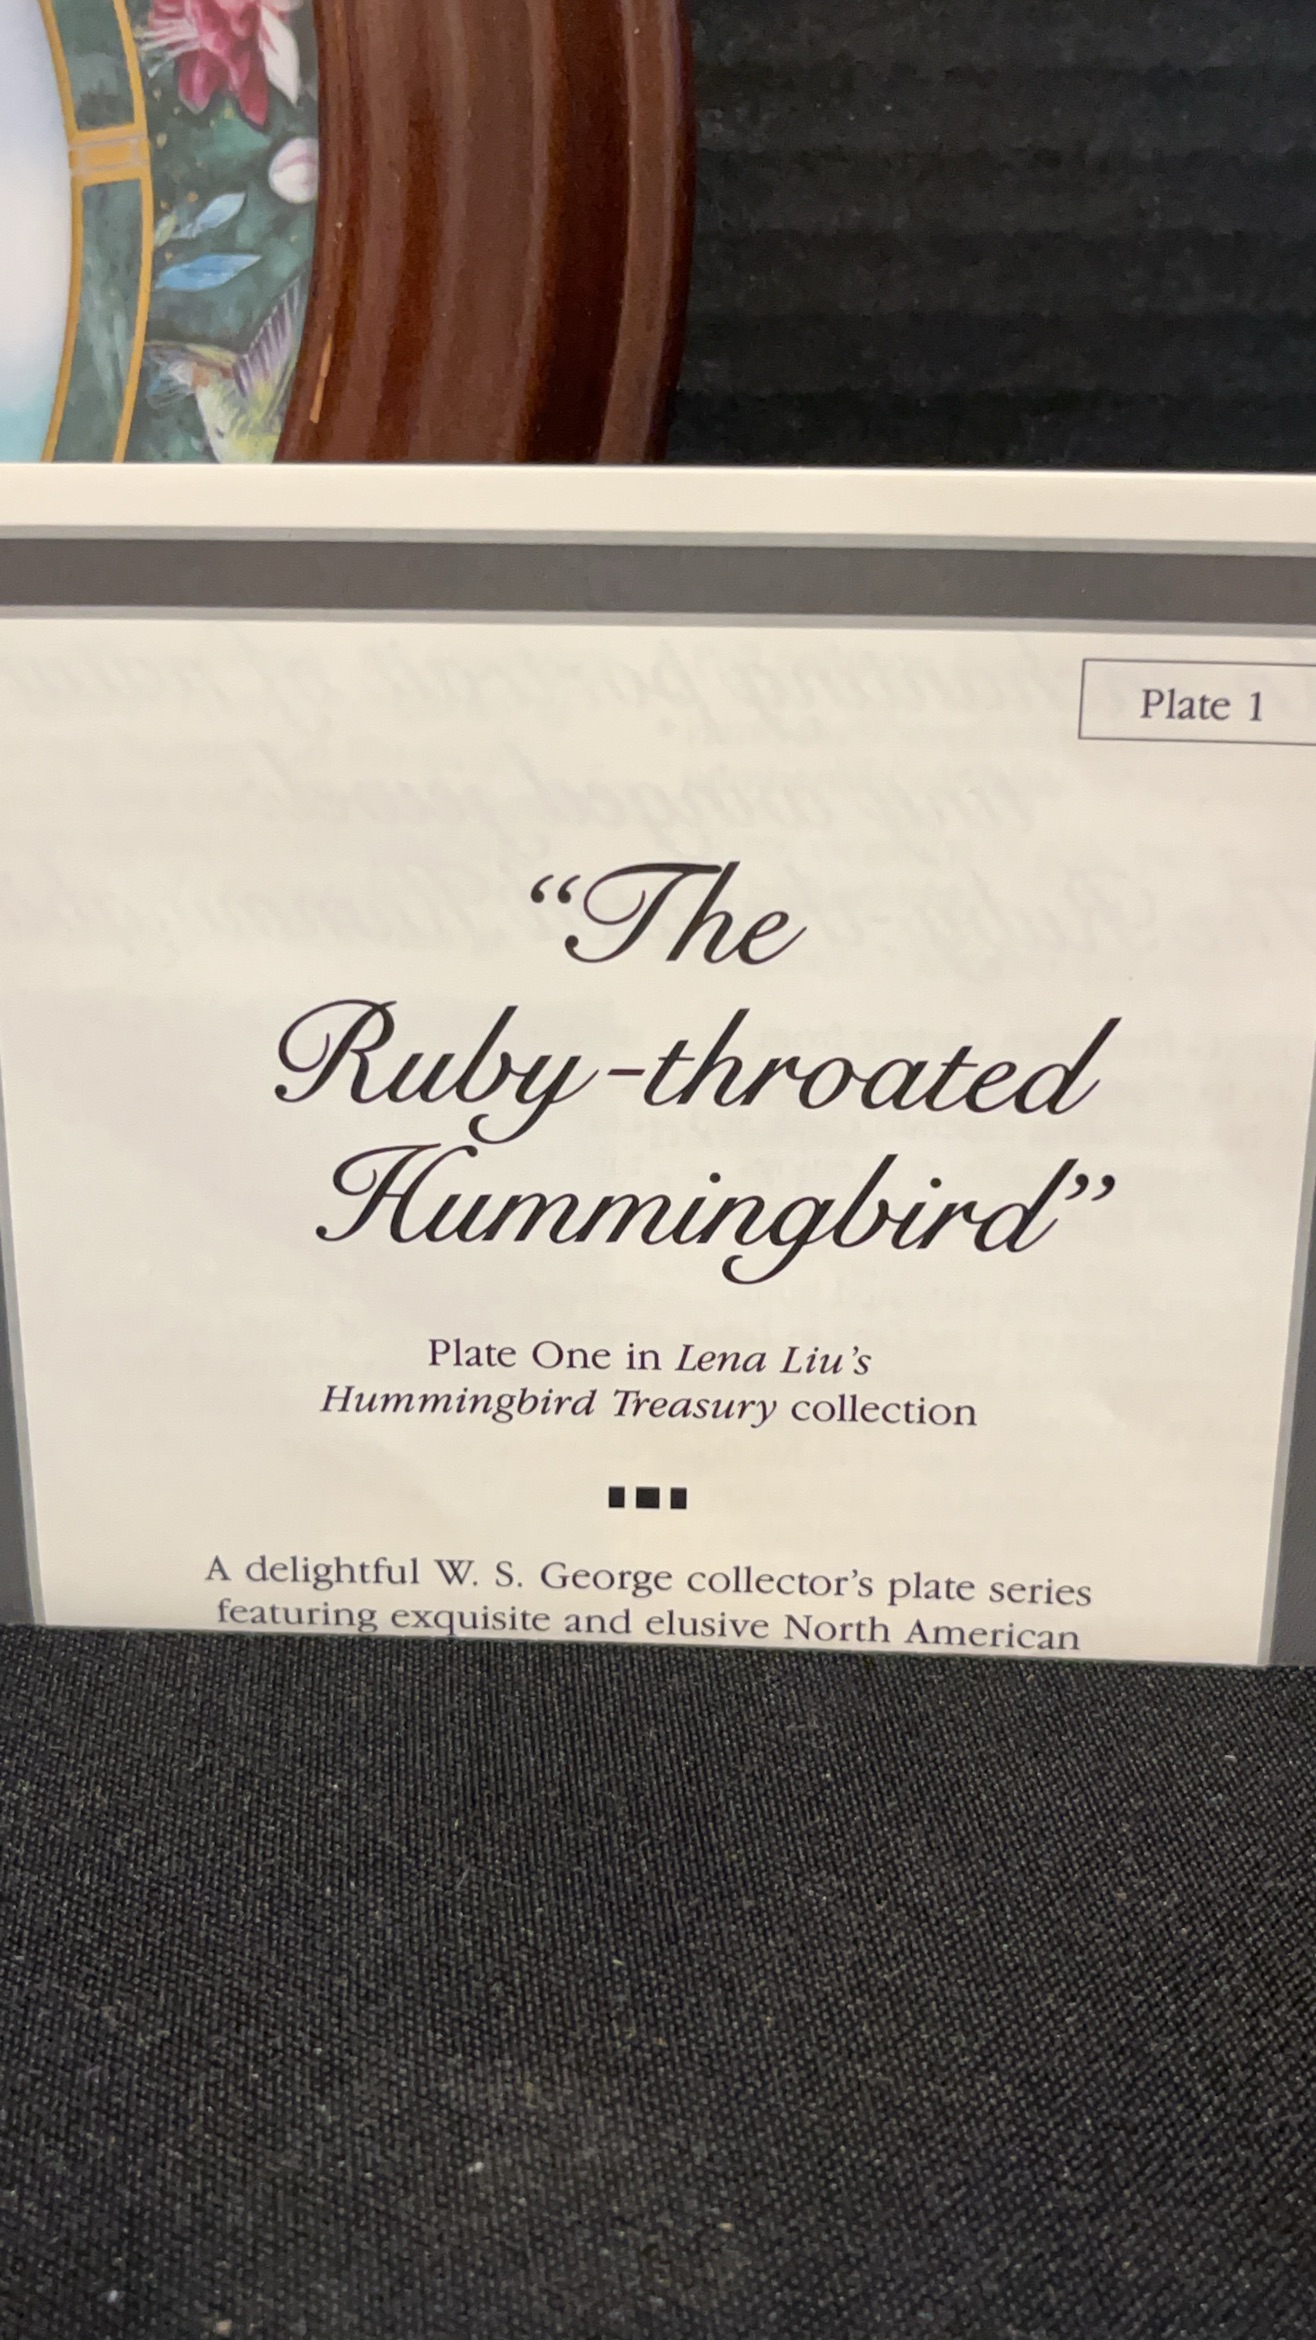 Plate 1
“The
Ruby-throated
Hummingbird”
Plate One in Lena Liu’s
Hummingbird Treasury collection
A delightful W. S. George collector’s plate series
featuring exquisite and elusive North American